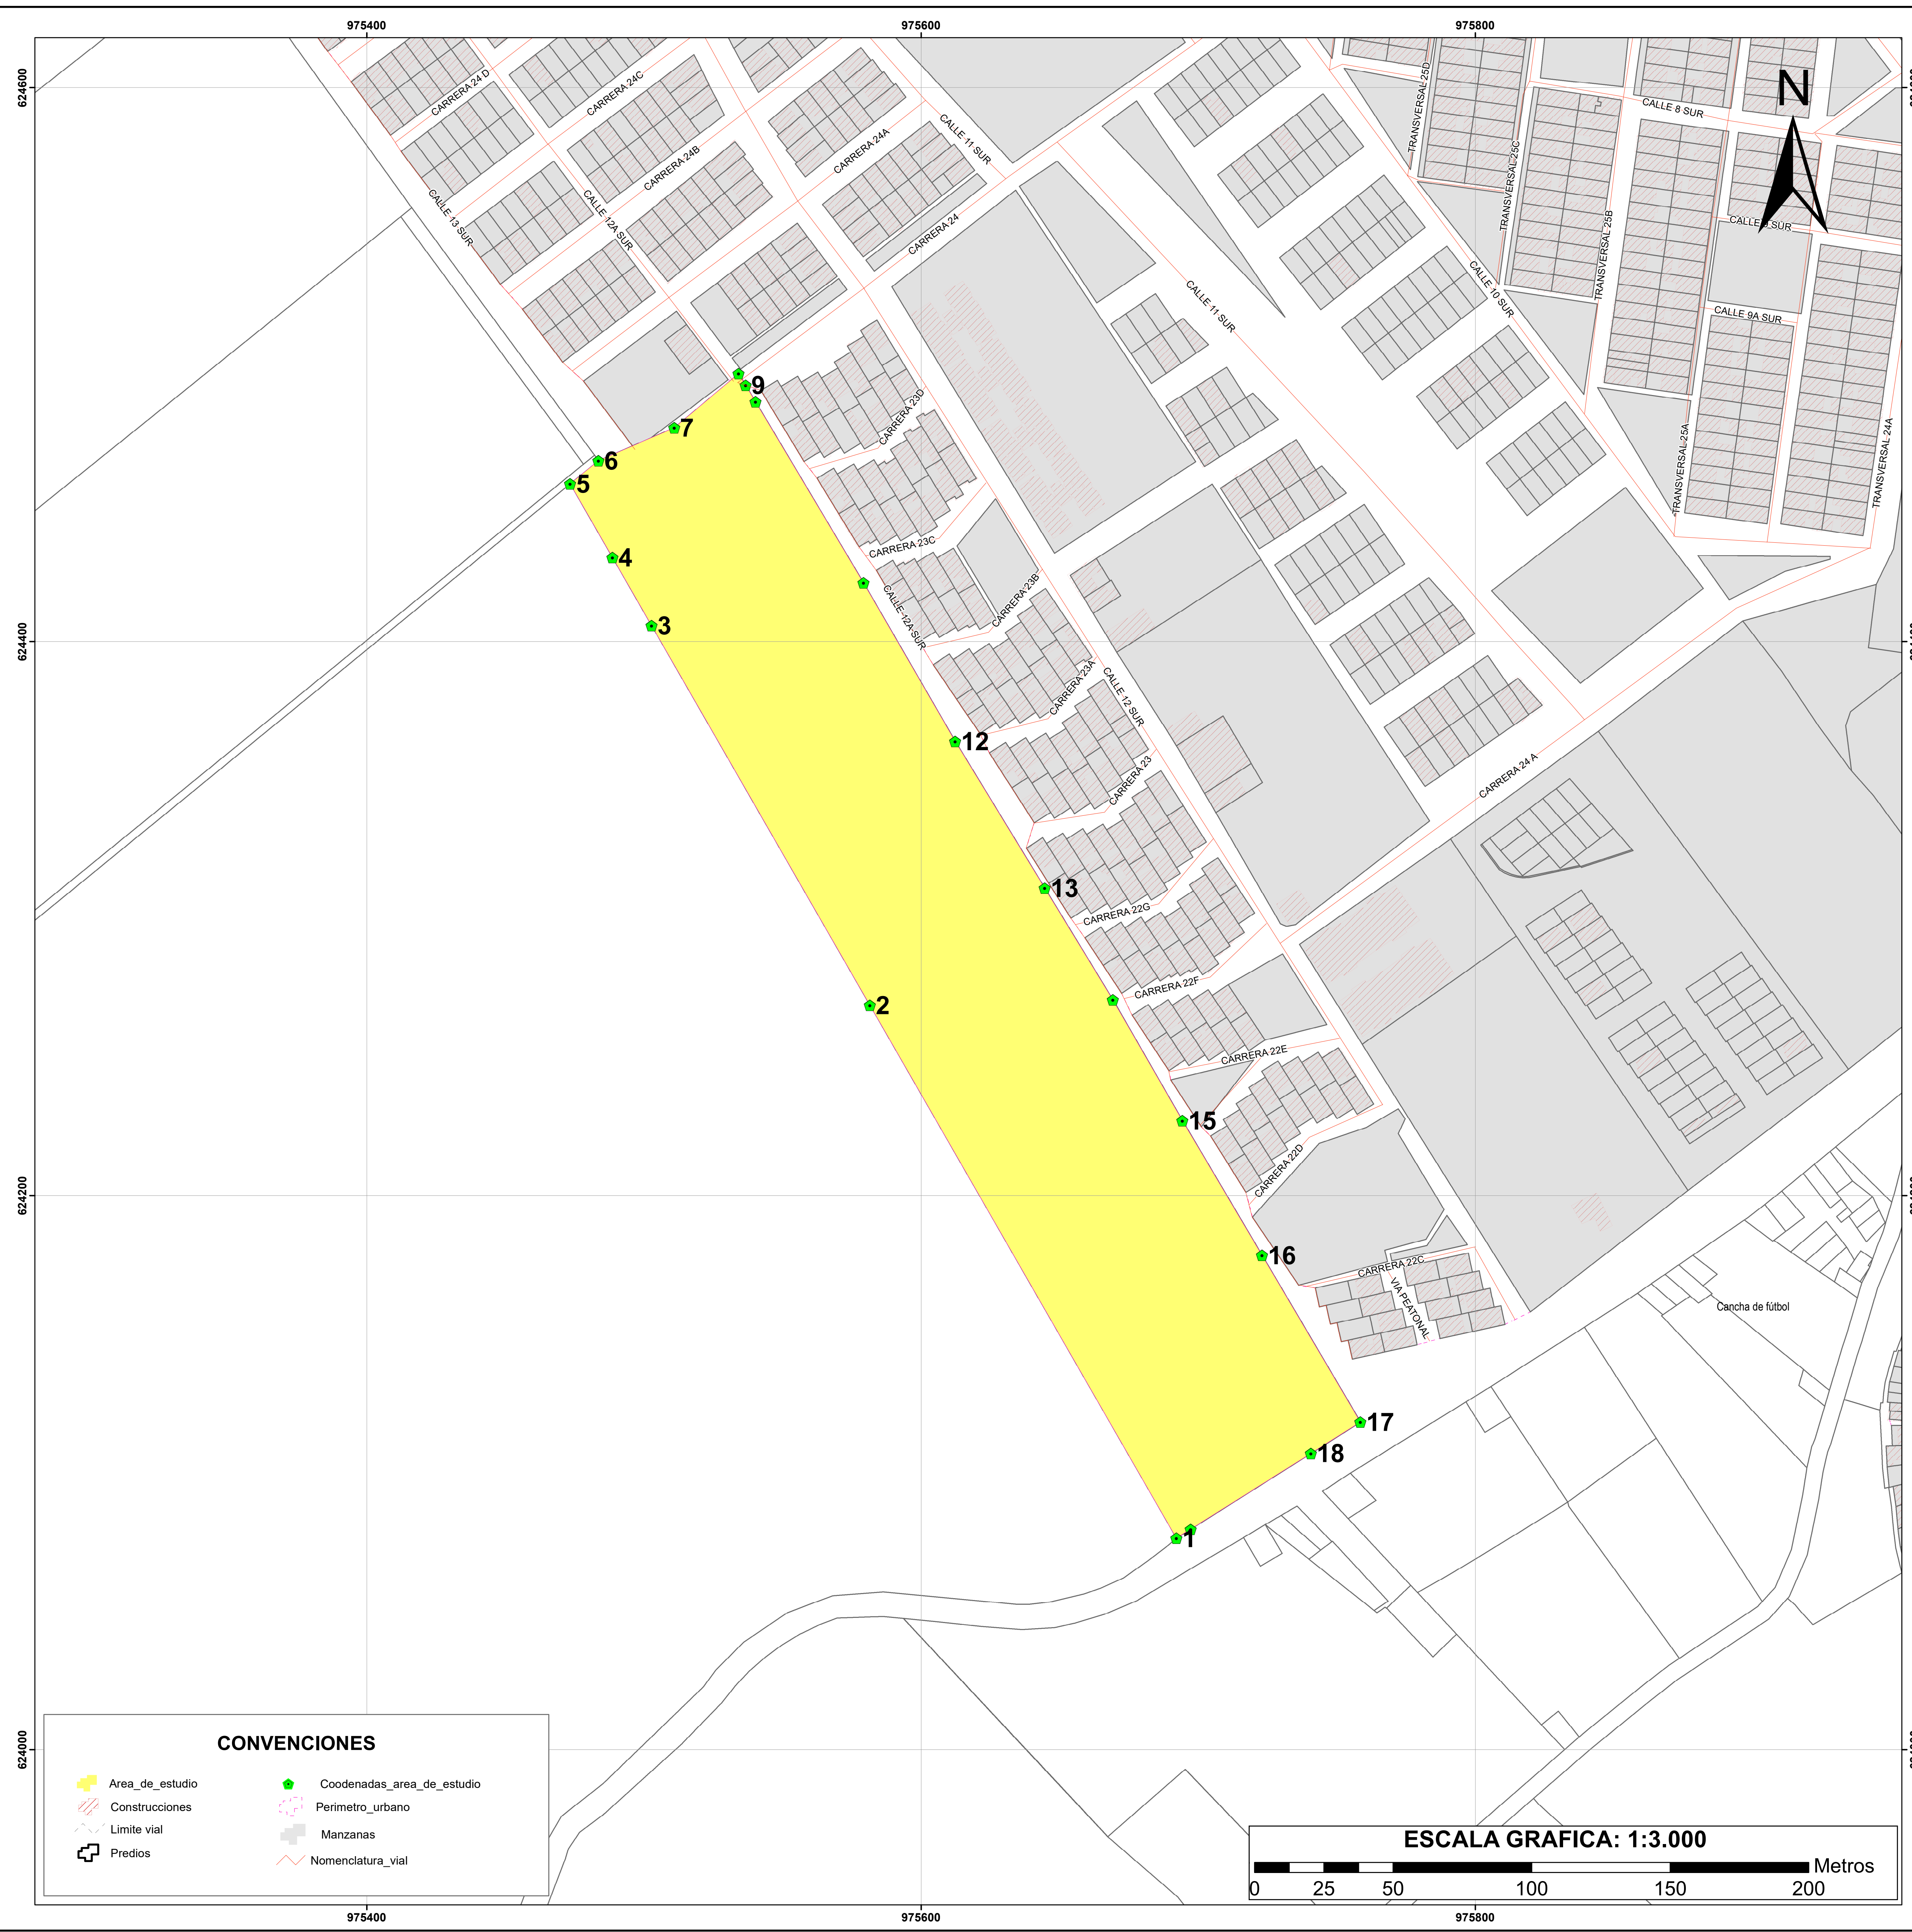 975400
975600
975800
624600
CARRERA 24 D
CARRERA 24C
CARRERA 24B
CARRERA 24A
CARRERA 24
CALLE 13 SUR
CALLE 12A SUR
CALLE 11 SUR
CALLE 11 SUR
CALLE 10 SUR
TRANSVERSAL 25D
TRANSVERSAL 25C
TRANSVERSAL 25B
TRANSVERSAL 25A
TRANSVERSAL 24A
CALLE 8 SUR
N
CALLE 9 SUR
CALLE 9A SUR
9
7
6
5
4
3
CARRERA 23D
CARRERA 23C
CARRERA 23B
CALLE 12A SUR
624400
CARRERA 23A
CALLE 12 SUR
12
CARRERA 23
CARRERA 24 A
13
CARRERA 22G
CARRERA 22F
2
CARRERA 22E
15
CARRERA 22D
624200
16
CARRERA 22C
VIA PEATONAL
Cancha de fútbol
17
18
1
624000
CONVENCIONES
Area_de_estudio
Construcciones
Limite vial
Predios
Coodenadas_area_de_estudio
Perimetro_urbano
Manzanas
Nomenclatura_vial
ESCALA GRAFICA: 1:3.000
Metros
0 25 50 100 150 200
975400
975600
975800